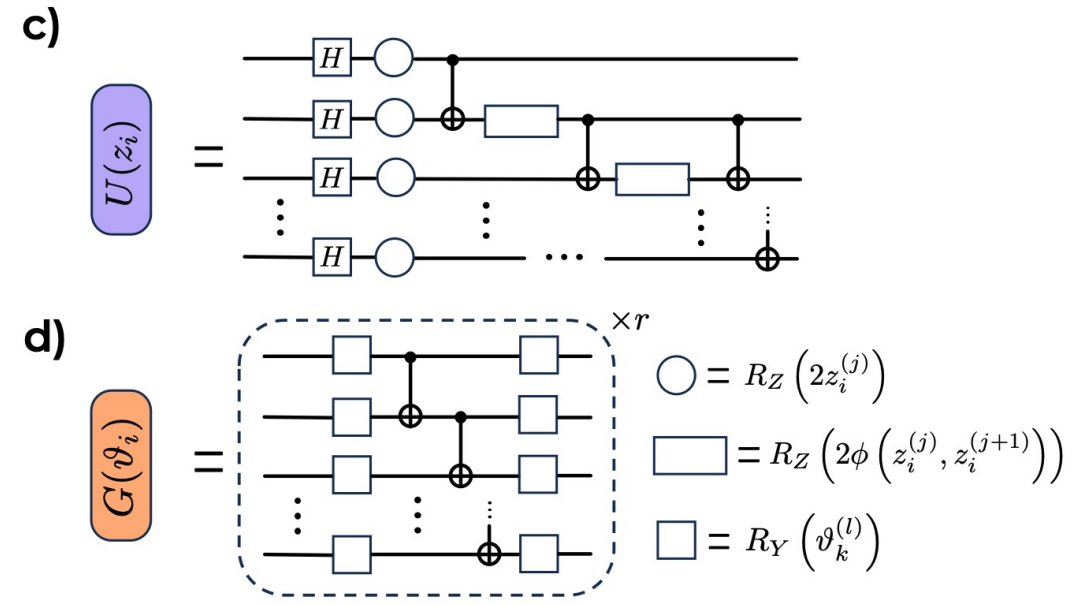 c)
U(z_i)
=
H
H
H
⋮ ⋮ ⋮
H ⋯
d)
×r
G(ϑ_i)
=
⋮ ⋮
= R_Z (2z_i^{(j)})
= R_Z (2ϕ (z_i^{(j)}, z_i^{(j+1)}))
= R_Y (ϑ_k^{(l)})